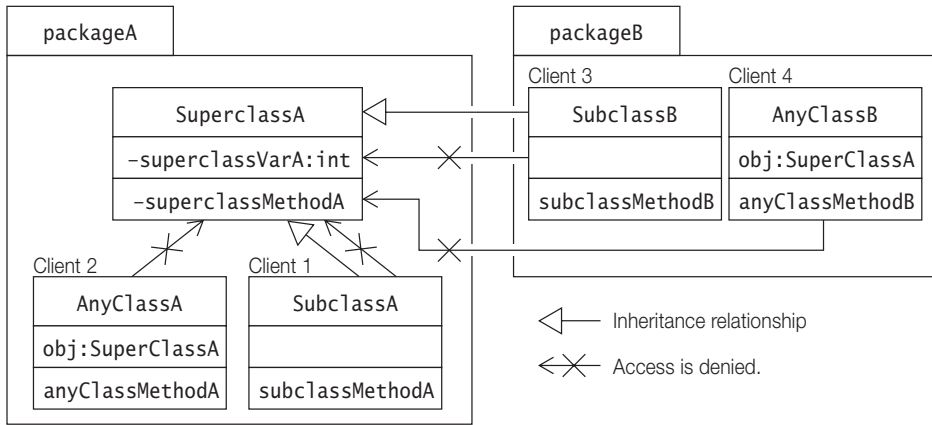 packageA
packageB
Client 3
Client 4
SuperclassA
SubclassB
AnyClassB
–superclassVarA:int
obj:SuperClassA
–superclassMethodA
subclassMethodB
anyClassMethodB
Client 2
Client 1
AnyClassA
SubclassA
obj:SuperClassA
anyClassMethodA
subclassMethodA
Inheritance relationship
Access is denied.